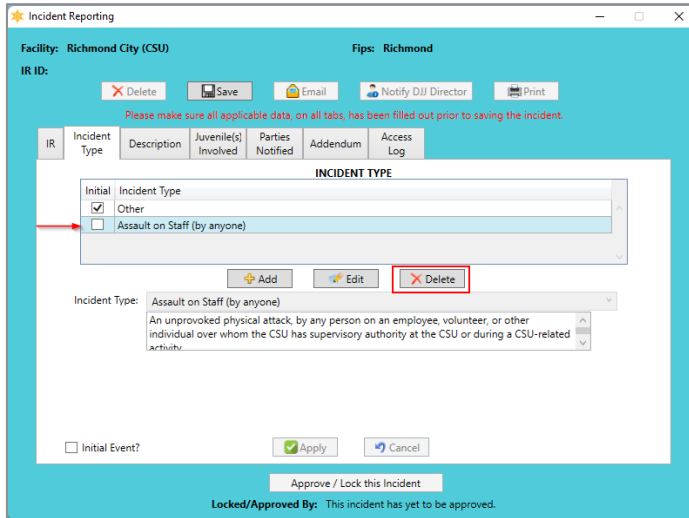 Incident Reporting
Facility: Richmond City (CSU) Fips: Richmond
IR ID:
Delete Save Email Notify DJJ Director Print
Please make sure all applicable data, on all tabs, has been filled out prior to saving the incident.
IR Incident Type Description Juvenile(s) Involved Parties Notified Addendum Access Log
INCIDENT TYPE
Initial Incident Type
Other
Assault on Staff (by anyone)
Add Edit Delete
Incident Type: Assault on Staff (by anyone)
An unprovoked physical attack, by any person on an employee, volunteer, or other
individual over whom the CSU has supervisory authority at the CSU or during a CSU-related
activity
Initial Event? Apply Cancel
Approve / Lock this Incident
Locked/Approved By: This incident has yet to be approved.